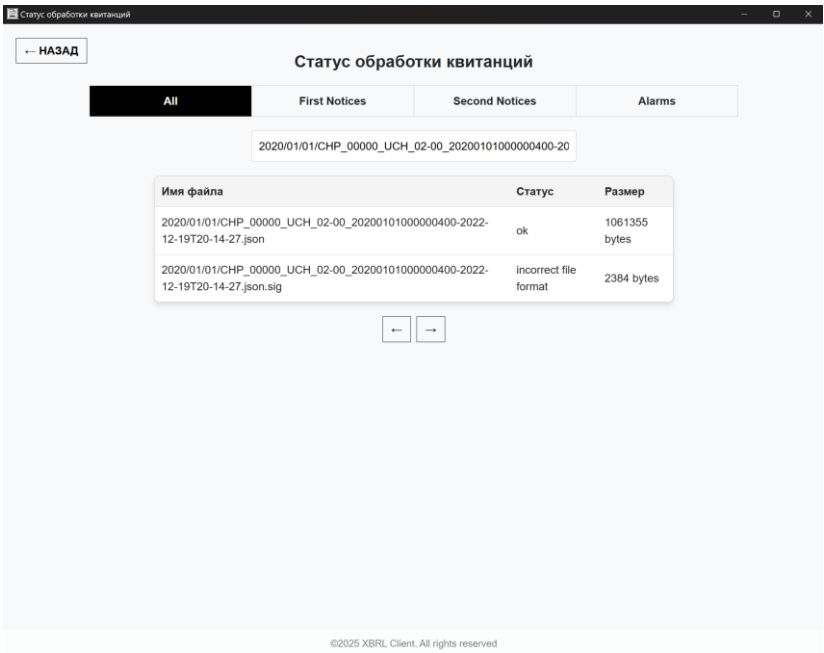 Статус обработки квитанций
← НАЗАД
Статус обработки квитанций
All First Notices Second Notices Alarms
2020/01/01/CHP_00000_UCH_02-00_20200101000000400-20
Имя файла Статус Размер
2020/01/01/CHP_00000_UCH_02-00_20200101000000400-2022-
12-19T20-14-27.json
ok
1061355
bytes
2020/01/01/CHP_00000_UCH_02-00_20200101000000400-2022-
12-19T20-14-27.json.sig
incorrect file
format
2384 bytes
← →
©2025 XBRL Client. All rights reserved